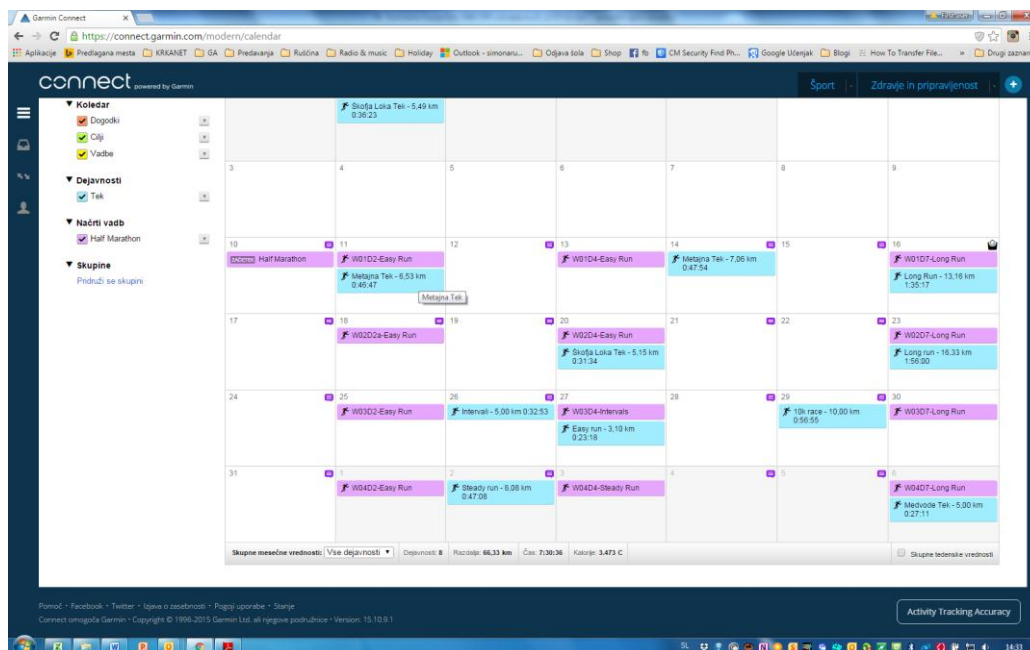 Garmin Connect
https://connect.garmin.com/modern/calendar
Aplikacije Predlagana mesta KRKANET GA Predavanja Ruščina Radio & music Holiday Outlook - simonaru... Odjava šola Shop fb CM Security Find Ph... Google Učenjak Blogi How To Transfer File... » Drugi zaznam
connect powered by Garmin
Šport
Zdravje in pripravljenost
Koledar
Dogodki
Cilji
Vadbe
Dejavnosti
Tek
Načrti vadb
Half Marathon
Skupine
Pridruži se skupini
Škofja Loka Tek - 5,49 km
0:36:23
3 4 5 6 7 8 9
10 11 12 13 14 15 16
Half Marathon
W01D2-Easy Run
Metajna Tek - 6,53 km
0:46:47
Metajna Tek
W01D4-Easy Run
Metajna Tek - 7,06 km
0:47:54
W01D7-Long Run
Long Run - 13,16 km
1:35:17
17 18 19 20 21 22 23
W02D2a-Easy Run
W02D4-Easy Run
Škofja Loka Tek - 5,15 km
0:31:34
W02D7-Long Run
Long run - 16,33 km
1:56:00
24 25 26 27 28 29 30
W03D2-Easy Run
Intervali - 5,00 km 0:32:53
W03D4-Intervals
Easy run - 3,10 km
0:23:18
10k race - 10,00 km
0:56:55
W03D7-Long Run
31 1 2 3 4 5 6
W04D2-Easy Run
Steady run - 6,08 km
0:47:08
W04D4-Steady Run
W04D7-Long Run
Medvode Tek - 5,00 km
0:27:11
Skupne mesečne vrednosti: Vse dejavnosti Dejavnosti: 8 Razdalja: 66,33 km Čas: 7:30:36 Kalorije: 3.473 C
Skupne tedenske vrednosti
Pomoč • Facebook • Twitter • Izjava o zasebnosti • Pogoji uporabe • Stanje
Connect omogoča Garmin • Copyright © 1996-2015 Garmin Ltd. ali njegove podružnice • Version: 15.10.9.1
Activity Tracking Accuracy
SL
14:33